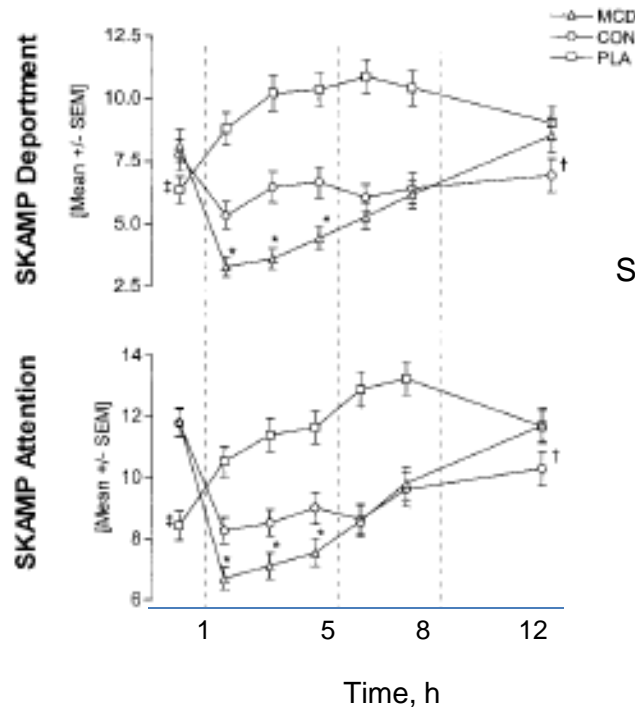 MCD
CON
PLA
SKAMP Deportment
[Mean +/- SEM]
12.5
10.0
7.5
5.0
2.5
‡
*
*
*
†
S
SKAMP Attention
[Mean +/- SEM]
14
12
10
8
6
‡
*
*
*
†
1
5
8
12
Time, h